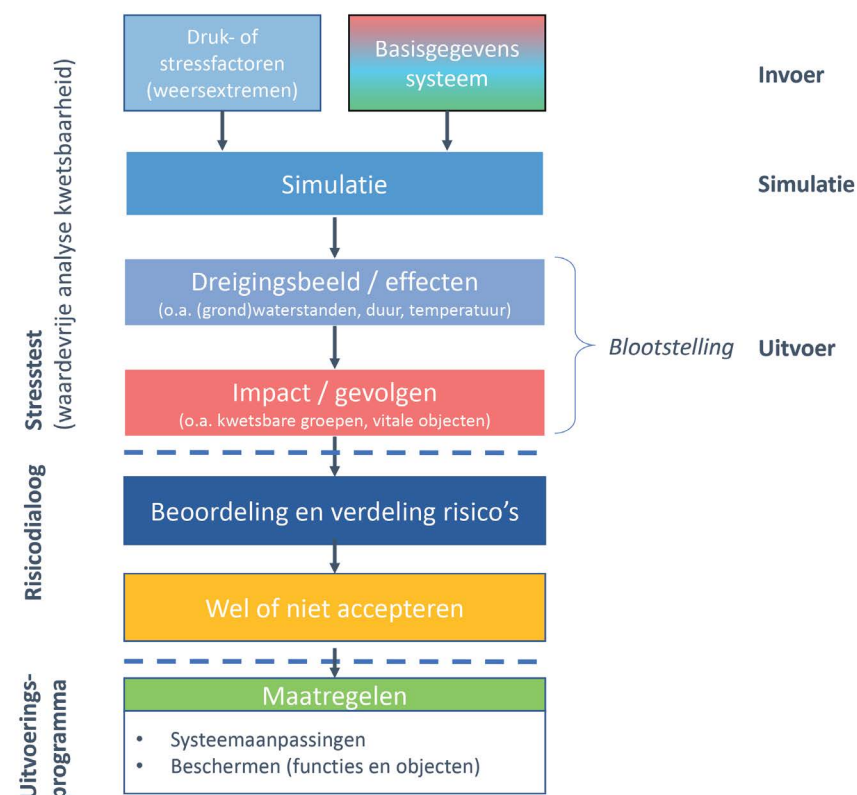 Druk- of
stressfactoren
(weersextremen)
Basisgegevens
systeem
Invoer
Simulatie
Simulatie
Dreigingsbeeld / effecten
(o.a. (grond)waterstanden, duur, temperatuur)
Impact / gevolgen
(o.a. kwetsbare groepen, vitale objecten)
Blootstelling
Uitvoer
Stresstest
(waardevrije analyse kwetsbaarheid)
Beoordeling en verdeling risico's
Wel of niet accepteren
Risicodialoog
Maatregelen
• Systeemaanpassingen
• Beschermen (functies en objecten)
Uitvoerings-
programma